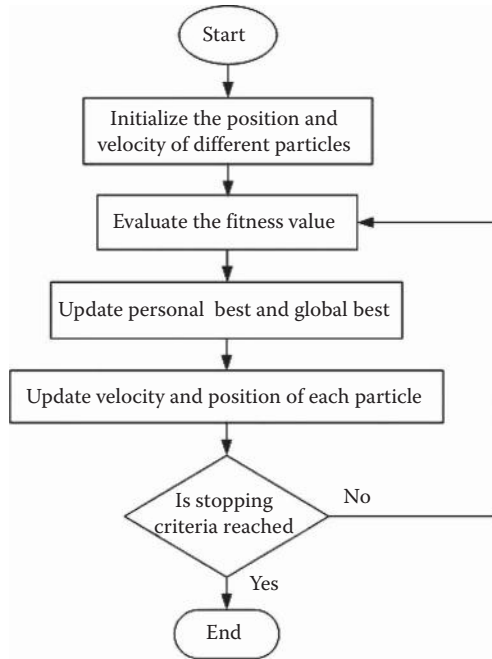 Start
Initialize the position and
velocity of different particles
Evaluate the fitness value
Update personal best and global best
Update velocity and position of each particle
Is stopping
criteria reached
No
Yes
End